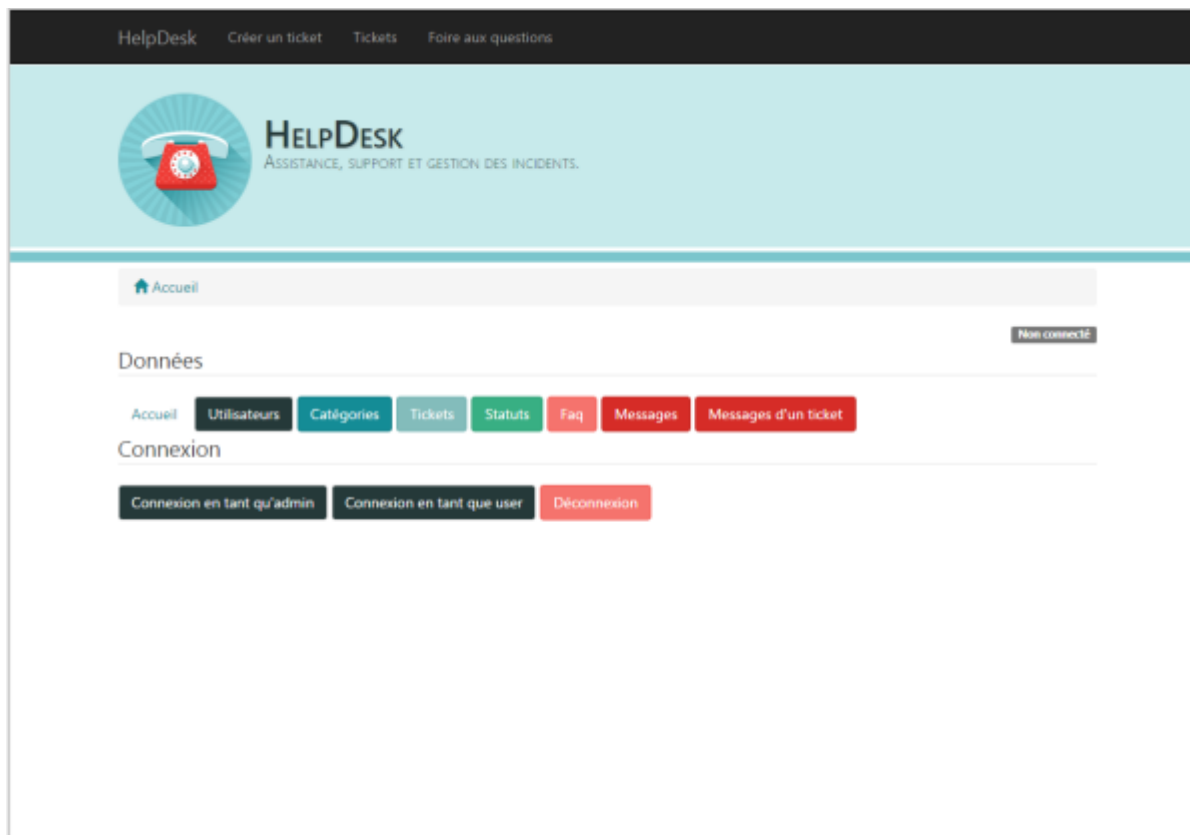 HelpDesk Créer un ticket Tickets Foire aux questions
HELPDESK
ASSISTANCE, SUPPORT ET GESTION DES INCIDENTS.
Accueil
Non connecté
Données
Accueil Utilisateurs Catégories Tickets Statuts Faq Messages Messages d'un ticket
Connexion
Connexion en tant qu'admin Connexion en tant que user Déconnexion